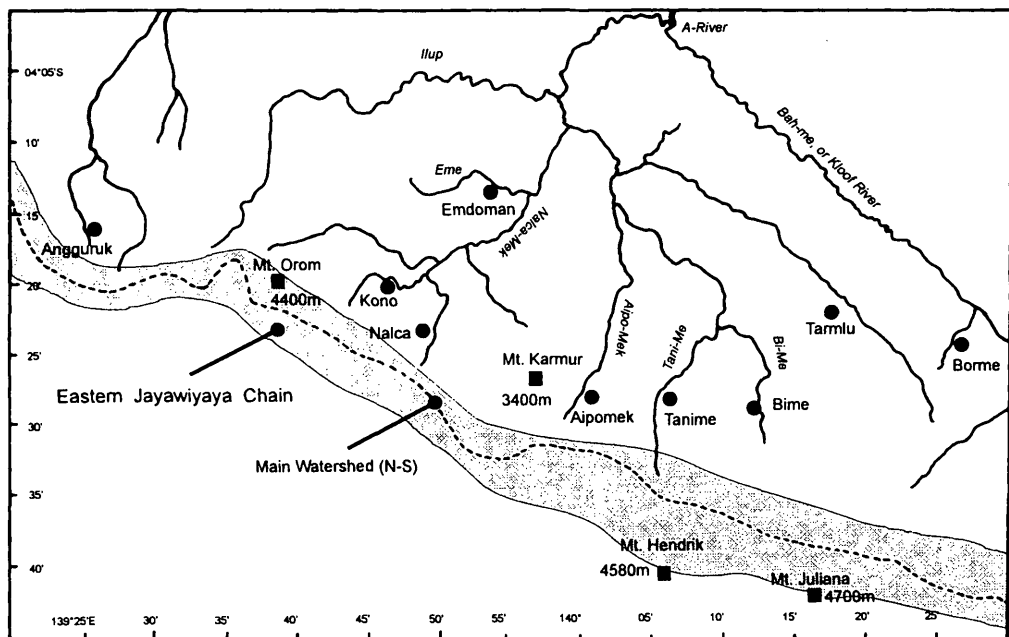 A-River
Ilup
04°05'S
10'
15'
20'
25'
30'
35'
40'
Bah-me, or Kloof River
Eme
Emdoman
Nalca-Mek
Angguruk
Mt. Orom
4400m
Kono
Nalca
Aipo-Mek
Tani-eye
Bi-Me
Tarmlu
Borme
Mt. Karmur
3400m
Eastern Jayawiyaya Chain
Aipomek
Tanime
Bime
Main Watershed (N-S)
Mt. Hendrik
4580m
Mt. Juliana
4700m
139°25'E
30'
35'
40'
45'
50'
55'
140°
05'
10'
15'
20'
25'